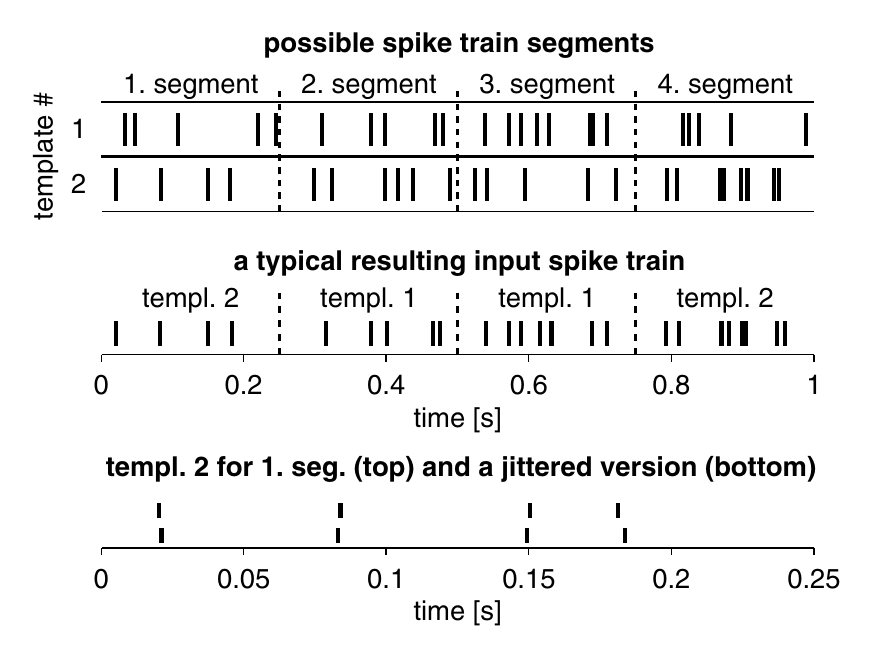 possible spike train segments
1. segment 2. segment 3. segment 4. segment
template #
1
2
a typical resulting input spike train
templ. 2 templ. 1 templ. 1 templ. 2
0 0.2 0.4 0.6 0.8 1
time [s]
templ. 2 for 1. seg. (top) and a jittered version (bottom)
0 0.05 0.1 0.15 0.2 0.25
time [s]